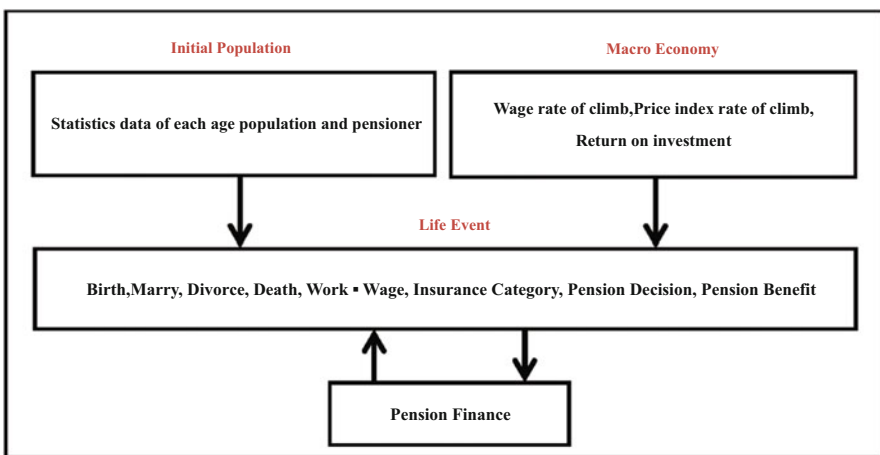 Initial Population
Macro Economy
Statistics data of each age population and pensioner
Wage rate of climb,Price index rate of climb,
Return on investment
Life Event
Birth,Marry, Divorce, Death, Work ▪ Wage, Insurance Category, Pension Decision, Pension Benefit
Pension Finance